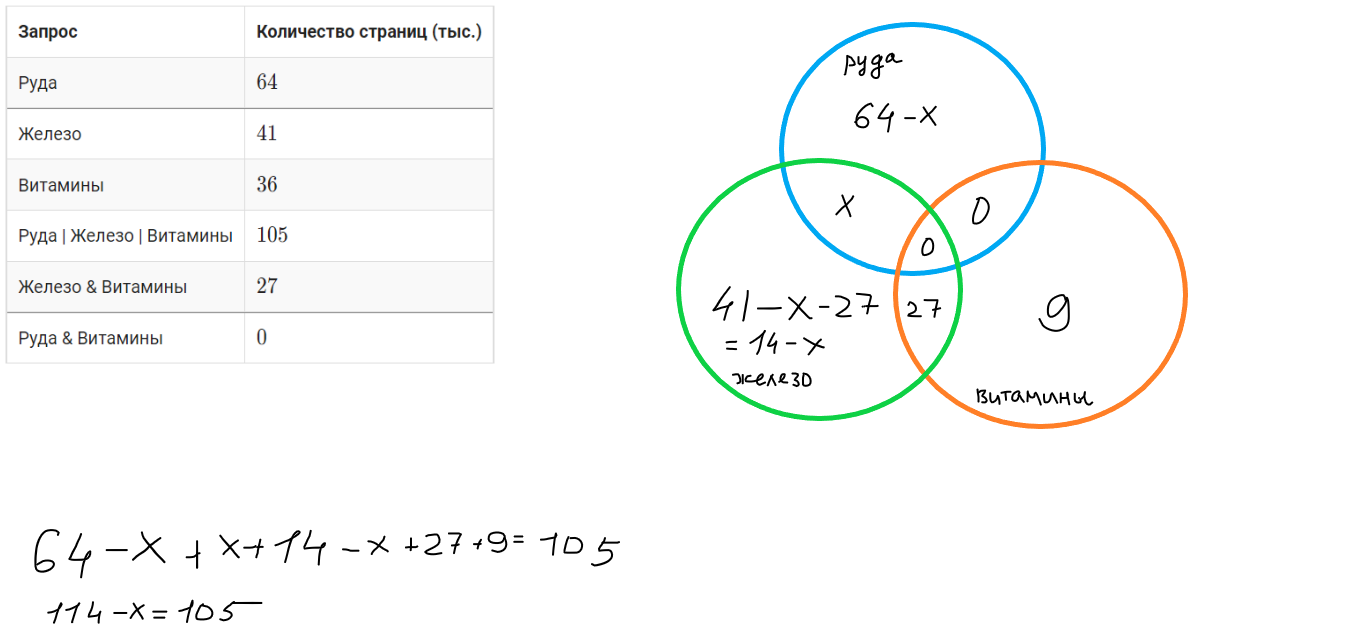 Запрос Количество страниц (тыс.)
Руда 64
Железо 41
Витамины 36
Руда | Железо | Витамины 105
Железо & Витамины 27
Руда & Витамины 0
руда
64-x
x
0
0
41-x-27
= 14-x
железо
27
9
витамины
64-x + x+14-x+27+9= 105
114-x= 105